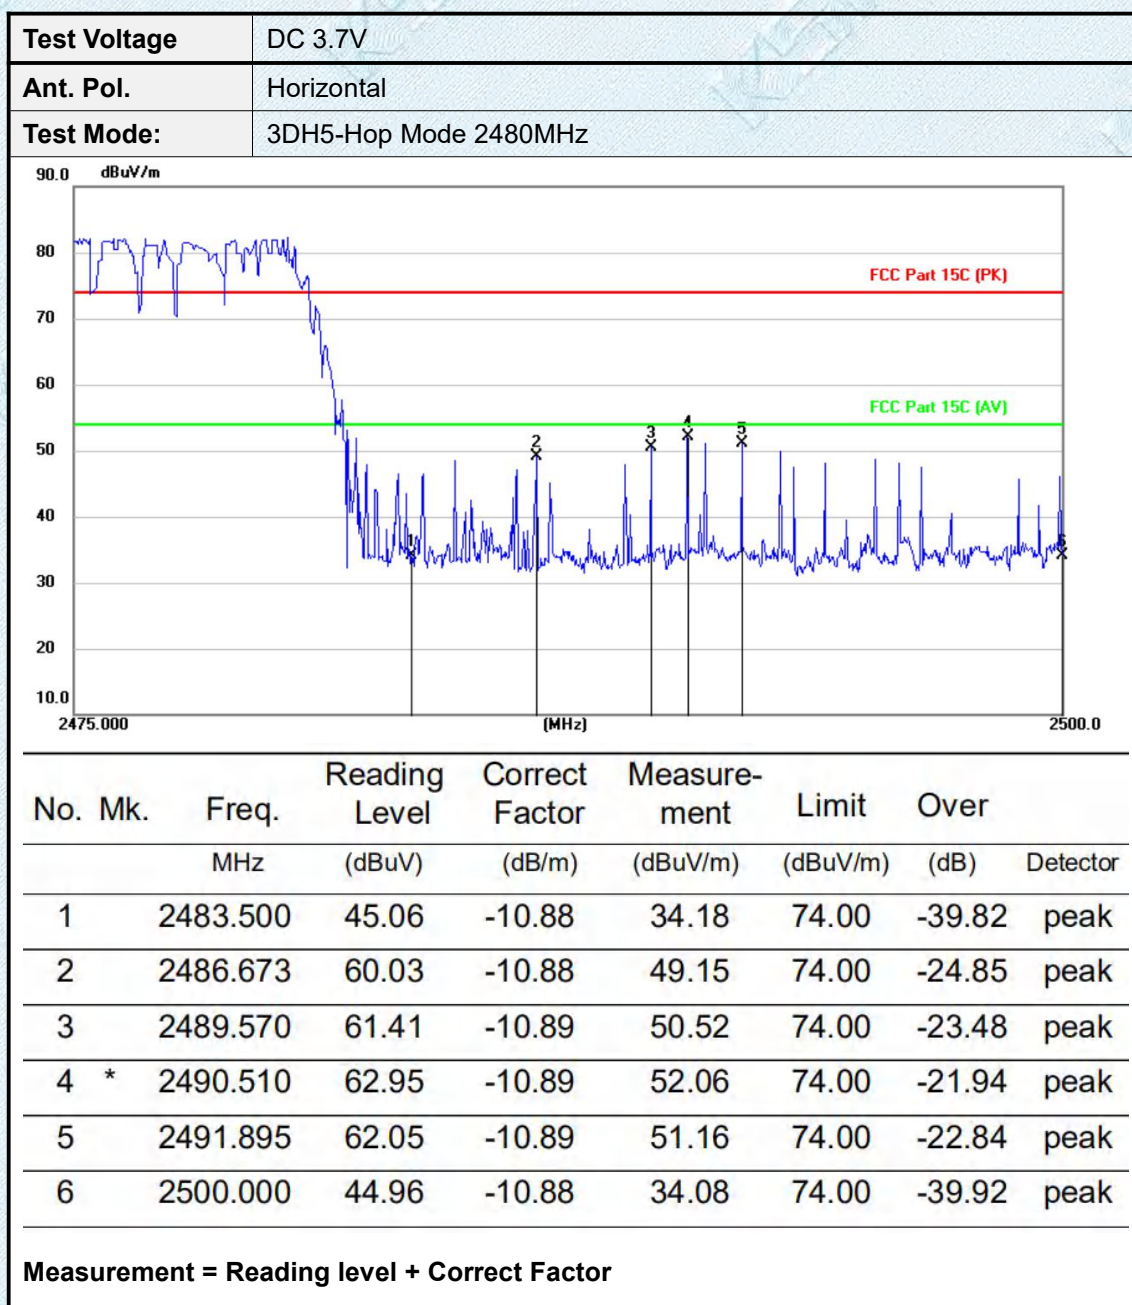 Test Voltage DC 3.7V
Ant. Pol. Horizontal
Test Mode: 3DH5-Hop Mode 2480MHz
90.0 dBuV/m
80
FCC Part 15C (PK)
70
60
FCC Part 15C (AV)
50
40
30
20
10.0
1 2 3 4 5 6
2475.000 (MHz) 2500.0
No. Mk. Freq. Reading Level Correct Factor Measure-ment Limit Over
MHz (dBuV) (dB/m) (dBuV/m) (dBuV/m) (dB) Detector
1 2483.500 45.06 -10.88 34.18 74.00 -39.82 peak
2 2486.673 60.03 -10.88 49.15 74.00 -24.85 peak
3 2489.570 61.41 -10.89 50.52 74.00 -23.48 peak
4 * 2490.510 62.95 -10.89 52.06 74.00 -21.94 peak
5 2491.895 62.05 -10.89 51.16 74.00 -22.84 peak
6 2500.000 44.96 -10.88 34.08 74.00 -39.92 peak
Measurement = Reading level + Correct Factor